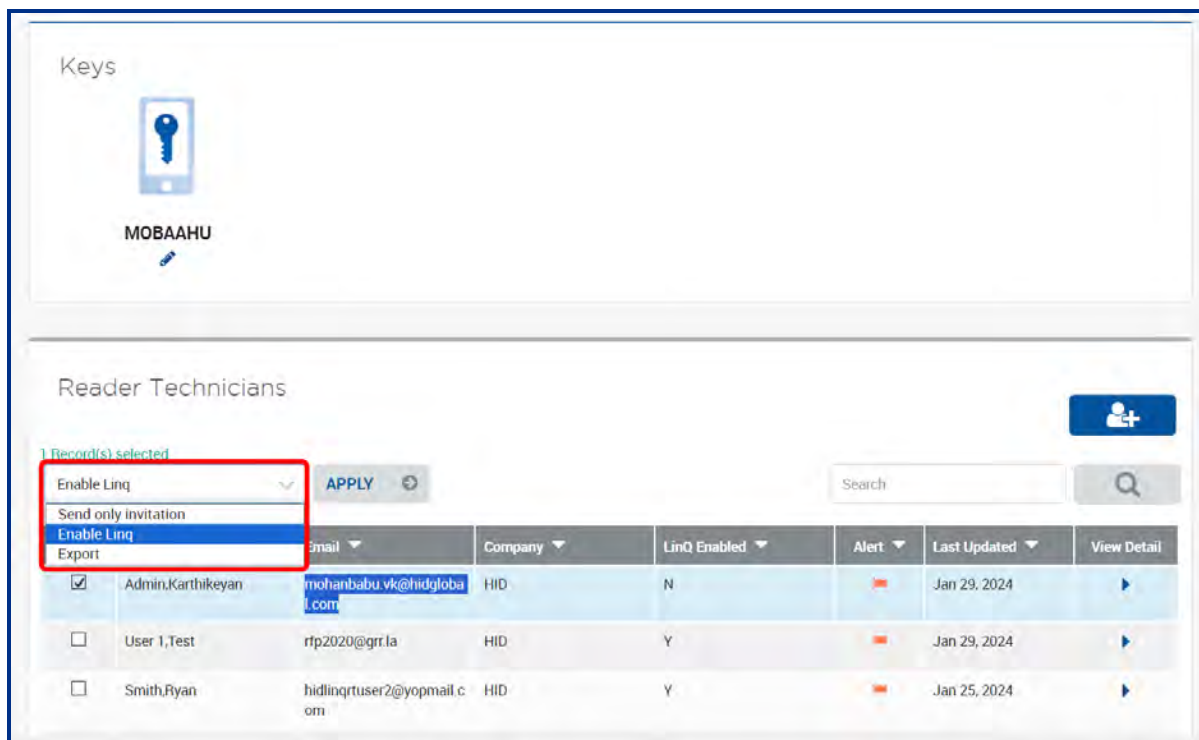 Keys
MOBAAHU
Reader Technicians
1 Record(s) selected
Enable Linq
APPLY
Search
Send only invitation
Enable Linq
Export
Email Company LinQ Enabled Alert Last Updated View Detail
Admin,Karthikeyan mohanbabu.vk@hidgloba HID N Jan 29, 2024
l.com
User 1,Test rfp2020@grr.la HID Y Jan 29, 2024
Smith,Ryan hidlinqrtuser2@yopmail.c HID Y Jan 25, 2024
om